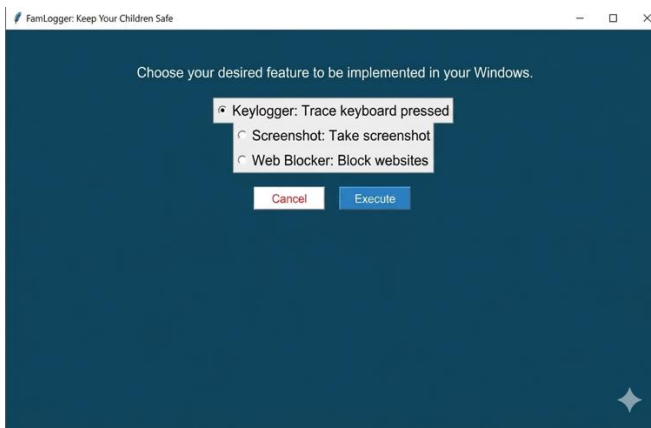 FamLogger: Keep Your Children Safe
Choose your desired feature to be implemented in your Windows.
Keylogger: Trace keyboard pressed
Screenshot: Take screenshot
Web Blocker: Block websites
Cancel Execute